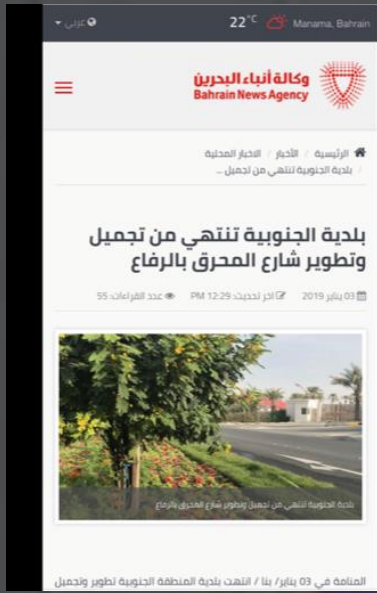 عربي
22°C Manama, Bahrain
وكالة أنباء البحرين
Bahrain News Agency
الرئيسية / الأخبار / الاخبار المحلية
/ بلدية الجنوبية تنتهي من تجميل ...
بلدية الجنوبية تنتهي من تجميل
وتطوير شارع المحرق بالرفاع
03 يناير 2019 اخر تحديث: 12:29 PM عدد القراءات: 55
بلدية الجنوبية تنتهي من تجميل وتطوير شارع المحرق بالرفاع
المنامة في 03 يناير/ بنا / انتهت بلدية المنطقة الجنوبية تطوير وتجميل